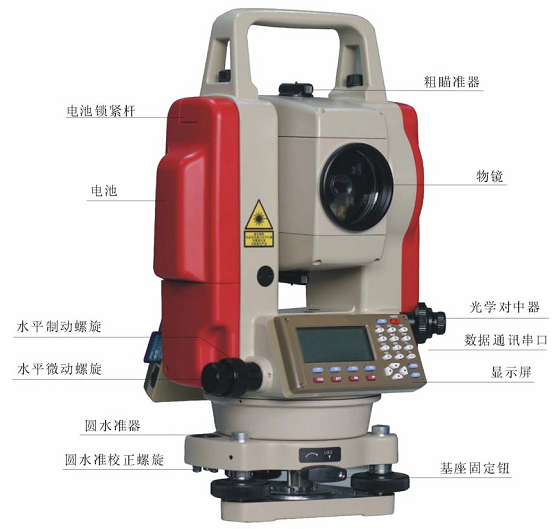 粗瞄准器
电池锁紧杆
物镜
电池
光学对中器
水平制动螺旋
数据通讯串口
水平微动螺旋
显示屏
圆水准器
圆水准校正螺旋
基座固定钮